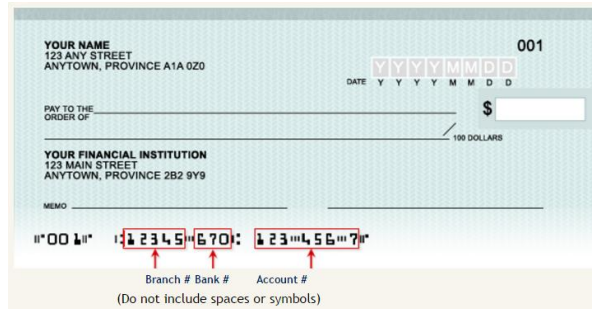 YOUR NAME 001
123 ANY STREET
ANYTOWN, PROVINCE A1A 0Z0
Y Y Y Y M M D D
DATE Y Y Y Y M M D D
PAY TO THE
ORDER OF $
100 DOLLARS
YOUR FINANCIAL INSTITUTION
123 MAIN STREET
ANYTOWN, PROVINCE 2B2 9Y9
MEMO
⑈001⑈ ⑆12345⑉670⑆ 123⑉456⑉7⑈
Branch # Bank # Account #
(Do not include spaces or symbols)